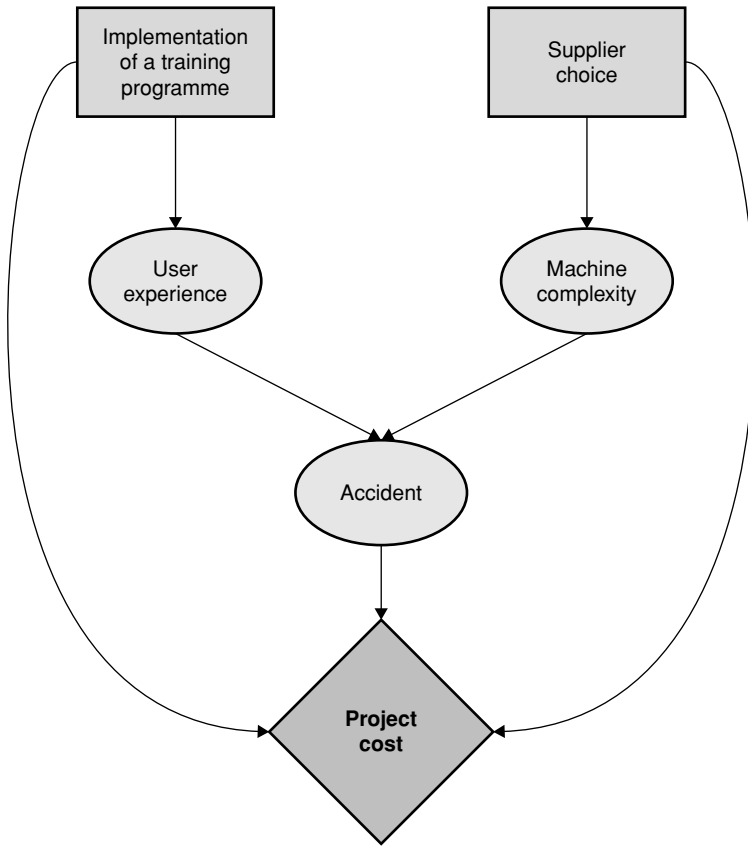 Implementation
of a training
programme
Supplier
choice
User
experience
Machine
complexity
Accident
Project
cost